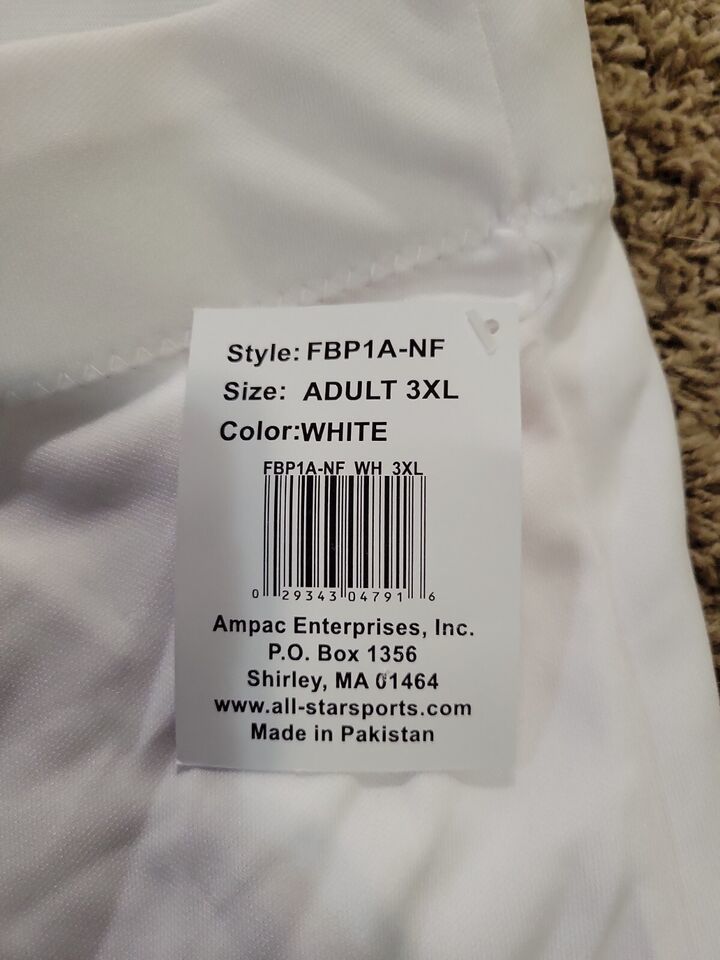 Style: FBP1A-NF
Size: ADULT 3XL
Color:WHITE
FBP1A-NF WH 3XL
0 29343 04791 6
Ampac Enterprises, Inc.
P.O. Box 1356
Shirley, MA 01464
www.all-starsports.com
Made in Pakistan